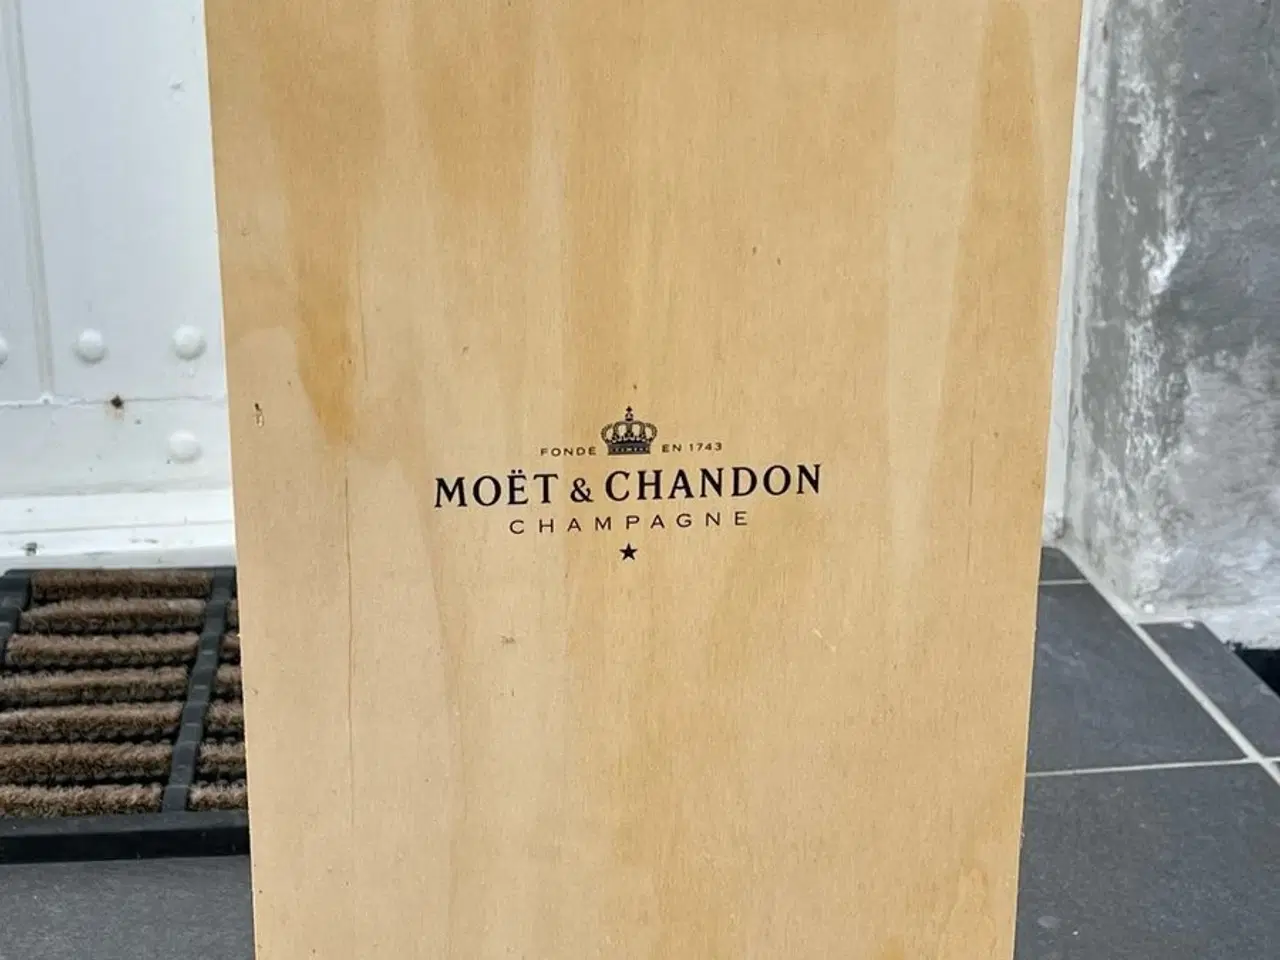 FONDE EN 1743
MOËT & CHANDON
CHAMPAGNE